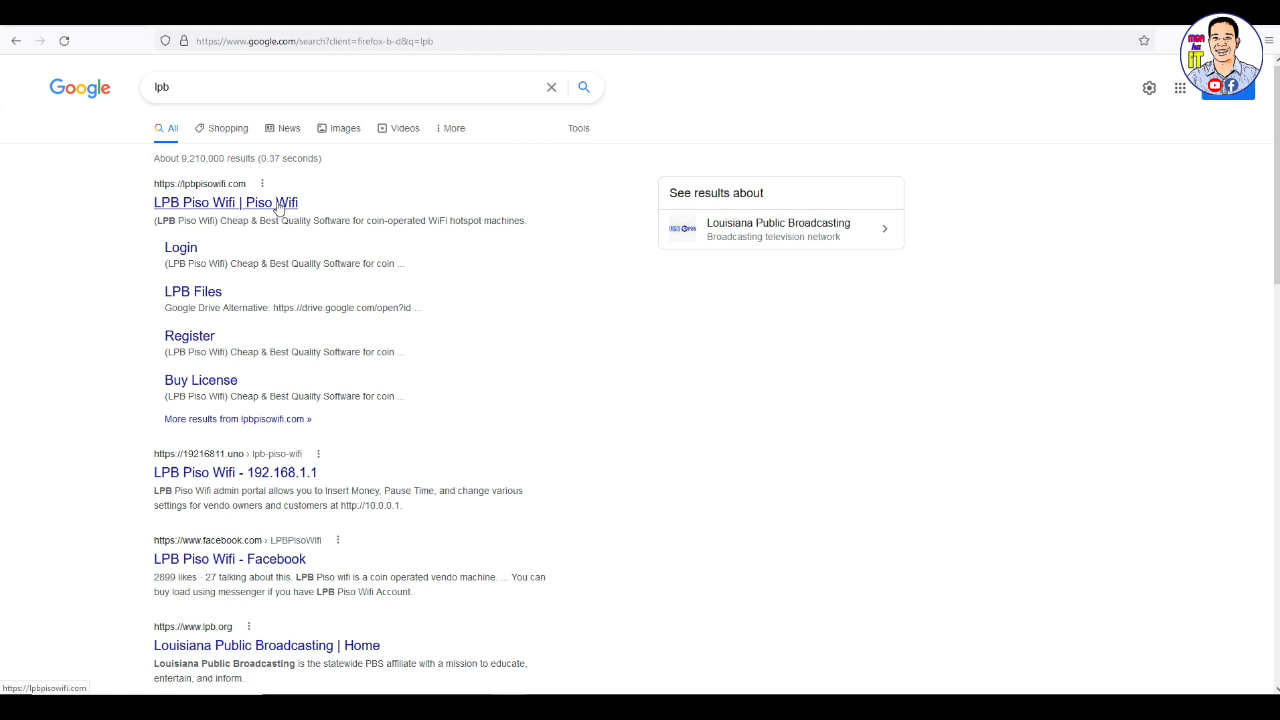 https://www.google.com/search?client=firefox-b-d&q=lpb
MGA
IT
Google
lpb
All
Shopping
News
Images
Videos
More
Tools
About 9,210,000 results (0.37 seconds)
https://lpbpisowifi.com
LPB Piso Wifi | Piso Wifi
(LPB Piso Wifi) Cheap & Best Quality Software for coin-operated WiFi hotspot machines.
Login
(LPB Piso Wifi) Cheap & Best Quality Software for coin ...
LPB Files
Google Drive Alternative: https://drive.google.com/open?id ...
Register
(LPB Piso Wifi) Cheap & Best Quality Software for coin ...
Buy License
(LPB Piso Wifi) Cheap & Best Quality Software for coin ...
More results from lpbpisowifi.com »
https://19216811.uno › lpb-piso-wifi
LPB Piso Wifi - 192.168.1.1
LPB Piso Wifi admin portal allows you to Insert Money, Pause Time, and change various
settings for vendo owners and customers at http://10.0.0.1.
https://www.facebook.com › LPBPisoWifi
LPB Piso Wifi - Facebook
2899 likes · 27 talking about this. LPB Piso wifi is a coin operated vendo machine. ... You can
buy load using messenger if you have LPB Piso Wifi Account.
https://www.lpb.org
Louisiana Public Broadcasting | Home
Louisiana Public Broadcasting is the statewide PBS affiliate with a mission to educate,
entertain, and inform.
See results about
Louisiana Public Broadcasting
Broadcasting television network
https://lpbpisowifi.com